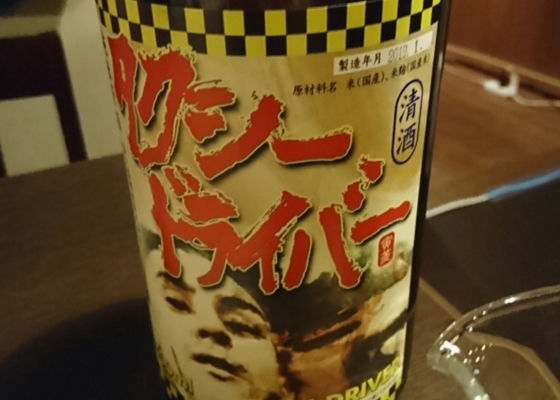 製造年月 2019.1.
原材料名 米(国産)、米麹(国産米)
清酒
タクシー
ドライバー
DRIVER